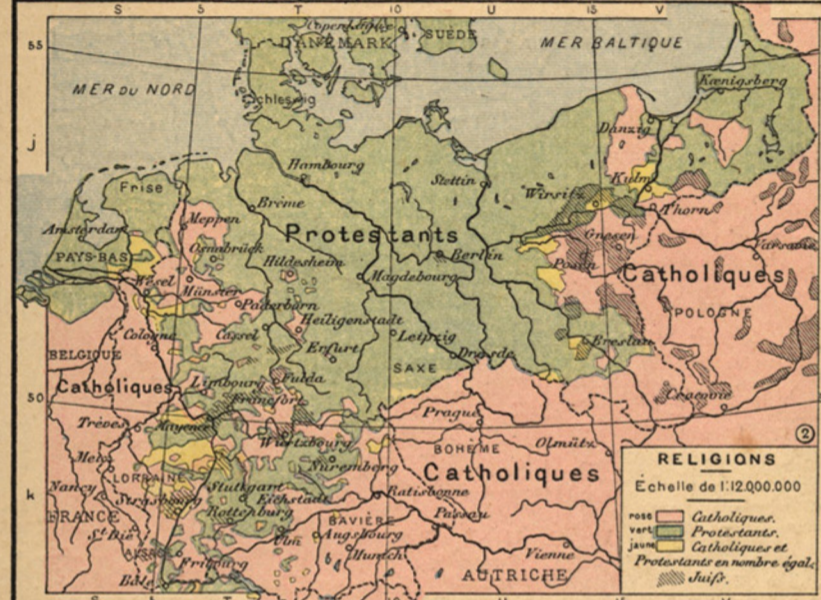 S S T 10 U 15 V
Copenhague
DANEMARK
SUÈDE
55
MER BALTIQUE
MER DU NORD
Kœnigsberg
Schleswig
Danzig
j
Hambourg
Stettin
Kulm
Frise
Wirsitz
Brême
Thorn
Meppen
Amsterdam
Protestants
Gnesen
Osnabrück
Varsovie
PAYS-BAS
Berlin
Hildesheim
Posen
Catholiques
Wesel
Magdebourg
Münster
Paderborn
POLOGNE
Heiligenstadt
Cologne
Cassel
Leipzig
Breslau
BELGIQUE
Erfurt
Dresde
SAXE
Catholiques
Limbourg
Fulda
Francfort
Cracovie
50
Prague
Trèves
Mayence
2
Wurtzbourg
Olmütz
BOHÊME
Metz
Nuremberg
Catholiques
LORRAINE
Nancy
Stuttgart
k
Strasbourg
Eichstadt
Ratisbonne
Rottenburg
Passau
FRANCE
BAVIÈRE
St Dié
Ulm
Augsbourg
ALSACE
Munich
Vienne
Fribourg
AUTRICHE
Bâle
RELIGIONS
Échelle de 1:12.000.000
rose Catholiques.
vert Protestants.
jaune Catholiques et
Protestants en nombre égal.
Juifs.